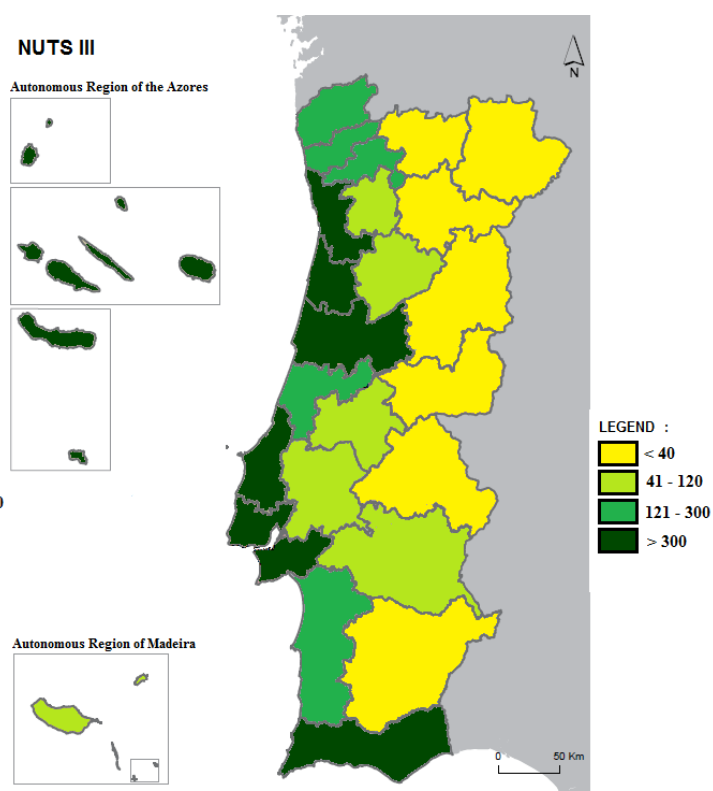 NUTS III
N
Autonomous Region of the Azores
LEGEND :
< 40
41 - 120
121 - 300
> 300
0
Autonomous Region of Madeira
0 50 Km